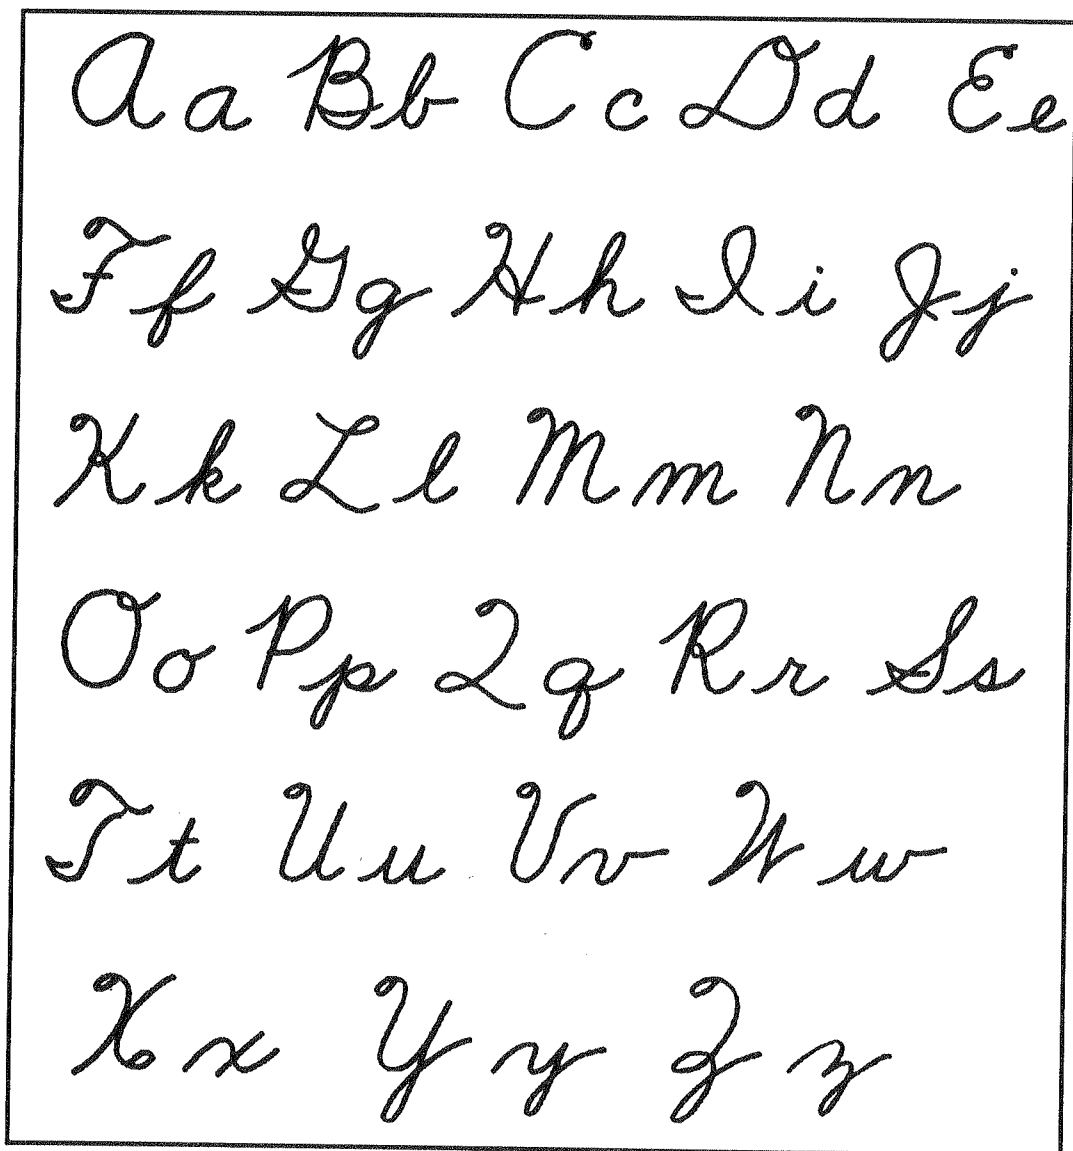 Aa Bb Cc Dd Ee
Ff Gg Hh Ii Jj
Kk Ll Mm Nn
Oo Pp Qq Rr Ss
Tt Uu Vv Ww
Xx Yy Zz